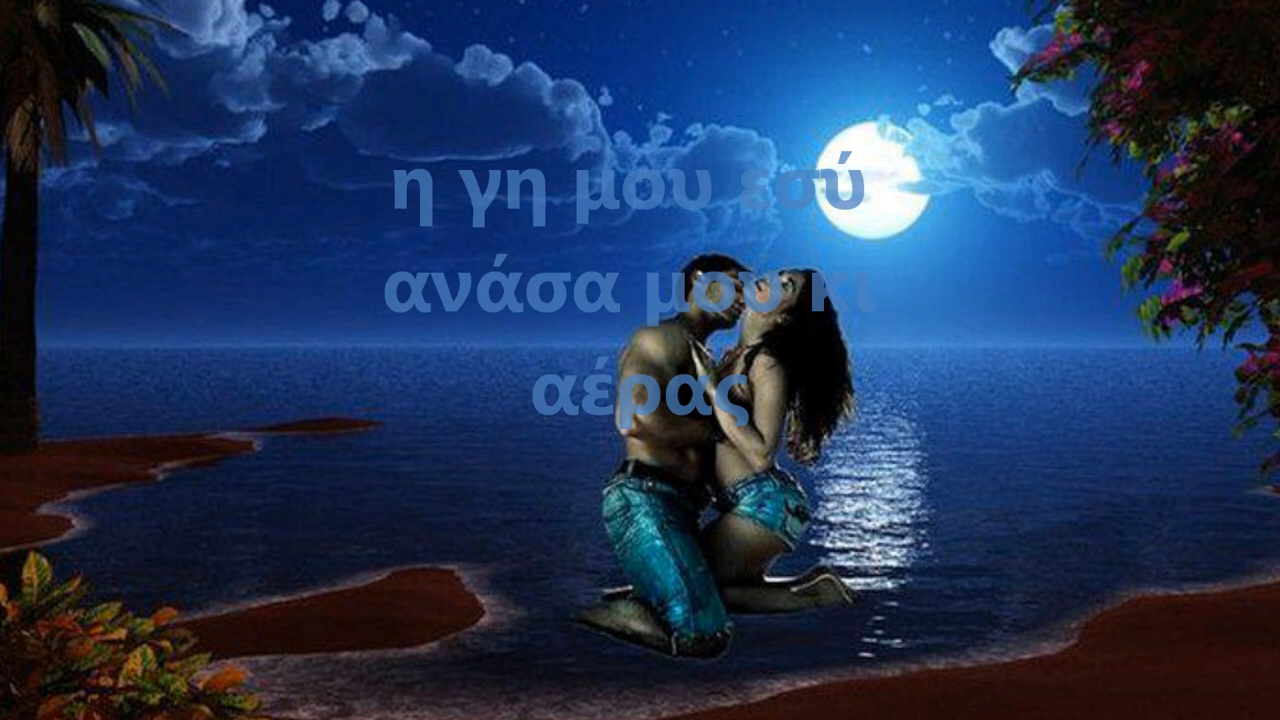 η γη μου εσύ
ανάσα μου κι
αέρας